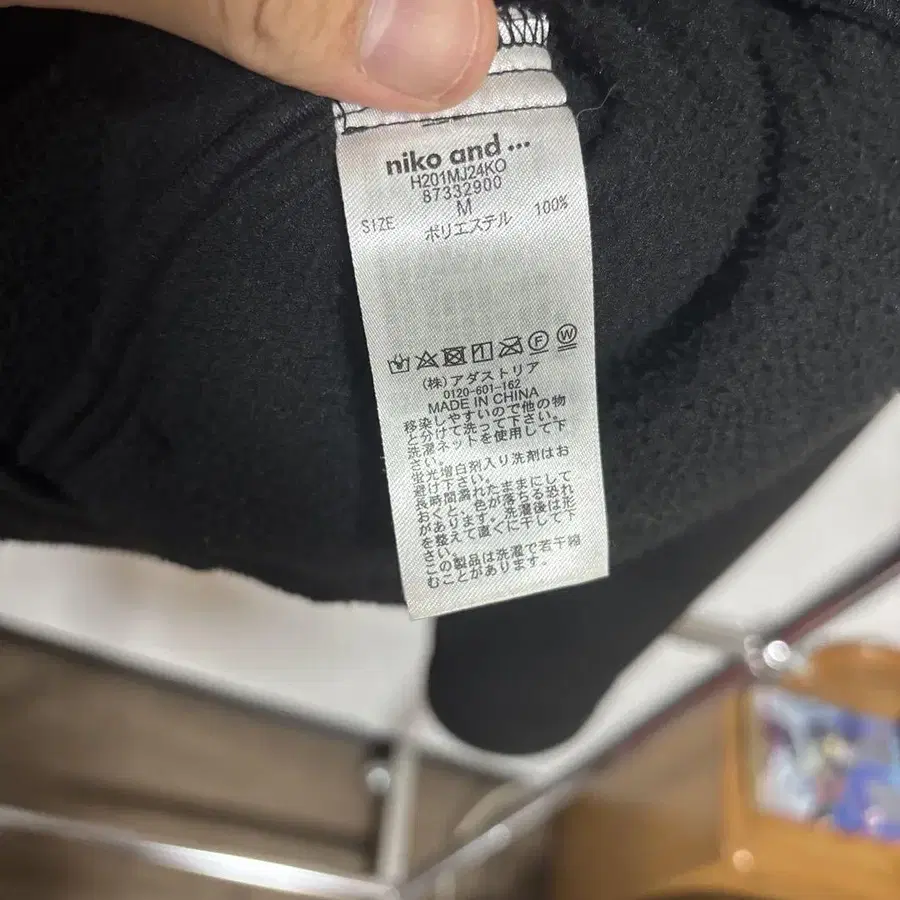 niko and ...
H201MJ24KO
87332900
SIZE M
ポリエステル 100%
(株)アダストリア
0120-601-162
MADE IN CHINA
移染しやすいので他の物
と分けて洗って下さい。
洗濯ネットを使用して下
さい。
蛍光増白剤入り洗剤はお
避け下さい。
長時間濡れたままにして
おくと、色が落ちる恐れ
があります。洗濯後は形
を整えて直ぐに干して下
さい。
この製品は洗濯で若干縮
むことがあります。